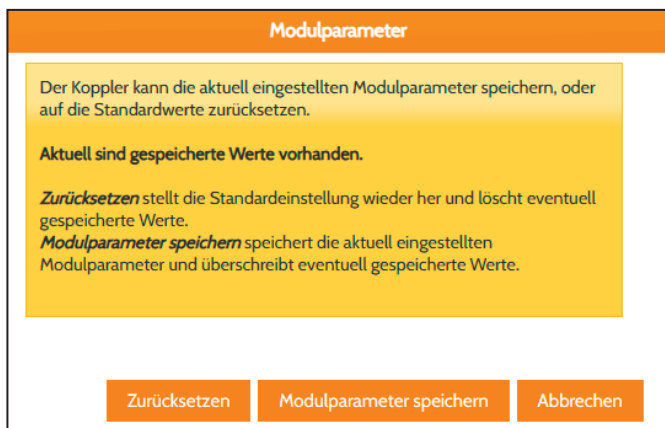 Modulparameter
Der Koppler kann die aktuell eingestellten Modulparameter speichern, oder
auf die Standardwerte zurücksetzen.
Aktuell sind gespeicherte Werte vorhanden.
Zurücksetzen stellt die Standardeinstellung wieder her und löscht eventuell
gespeicherte Werte.
Modulparameter speichern speichert die aktuell eingestellten
Modulparameter und überschreibt eventuell gespeicherte Werte.
Zurücksetzen Modulparameter speichern Abbrechen